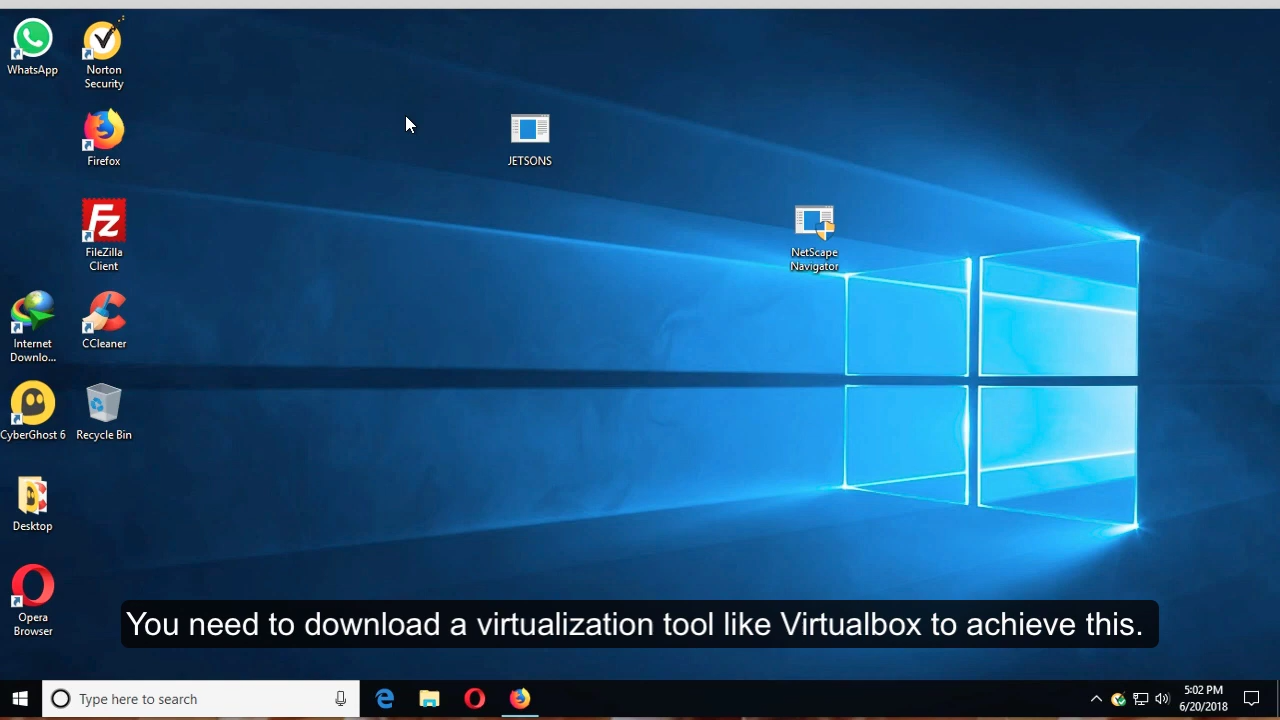 WhatsApp
Norton
Security
Firefox
JETSONS
FileZilla
Client
NetScape
Navigator
Internet
Downlo...
CCleaner
CyberGhost 6
Recycle Bin
Desktop
Opera
Browser
You need to download a virtualization tool like Virtualbox to achieve this.
Type here to search
5:02 PM
6/20/2018